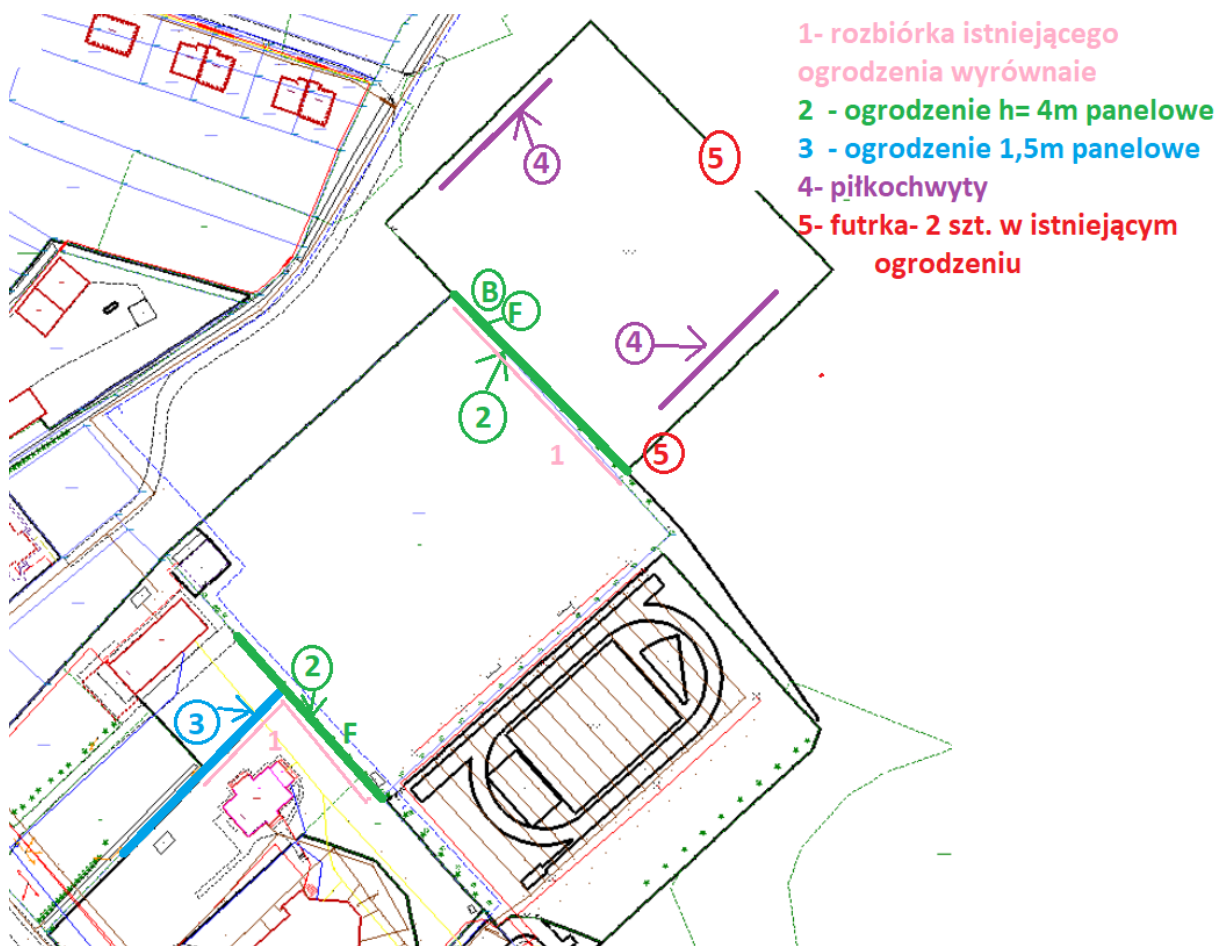 1- rozbiórka istniejącego
ogrodzenia wyrównaie
2 - ogrodzenie h= 4m panelowe
3 - ogrodzenie 1,5m panelowe
4- piłkochwyty
5- futrka- 2 szt. w istniejącym
ogrodzeniu
5
4
B
F
4
2
1
5
2
3
1
F